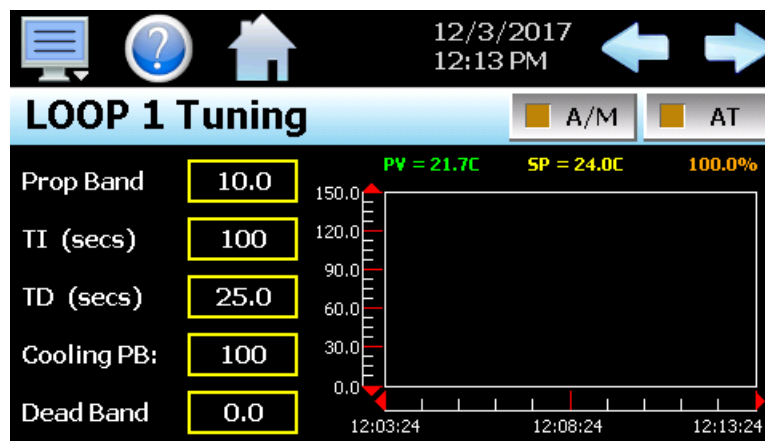 ?
12/3/2017
12:13 PM
LOOP 1 Tuning
A/M
AT
PV = 21.7C
SP = 24.0C
100.0%
Prop Band
10.0
TI (secs)
100
TD (secs)
25.0
Cooling PB:
100
Dead Band
0.0
150.0
120.0
90.0
60.0
30.0
0.0
12:03:24
12:08:24
12:13:24